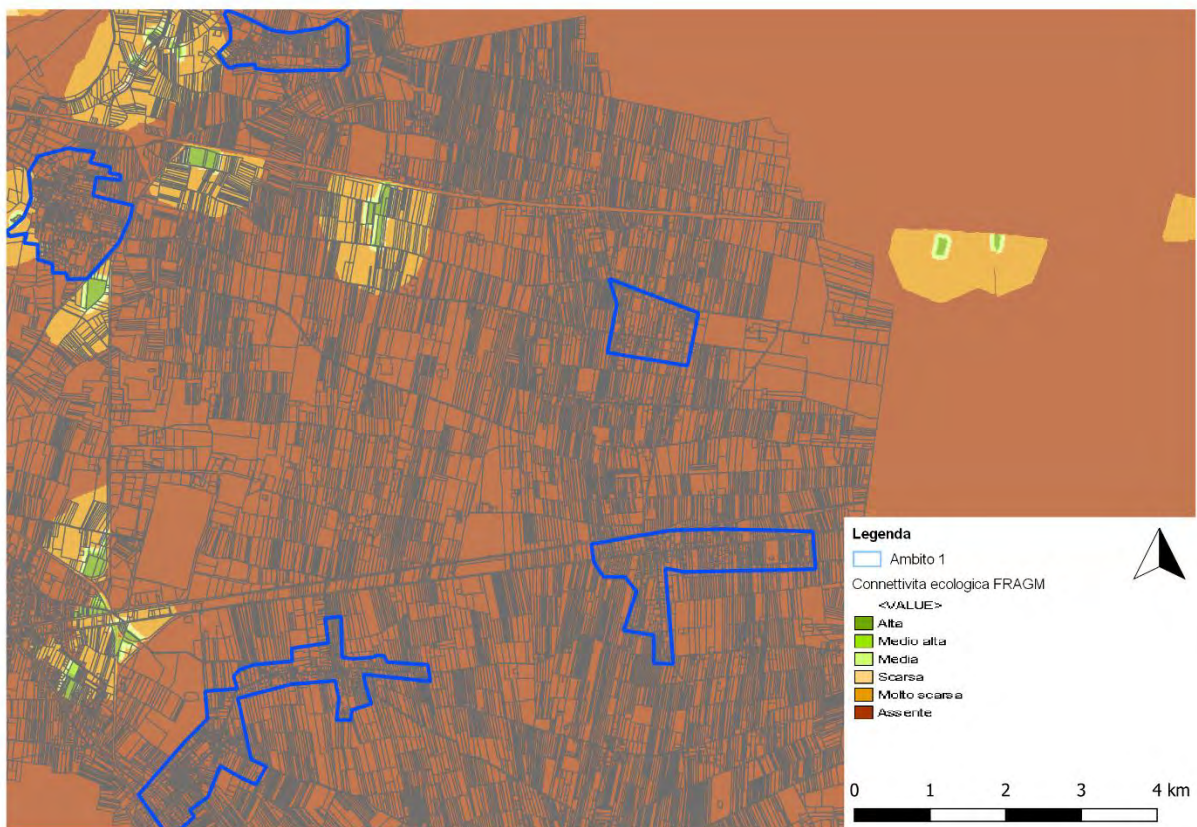 Legenda
Ambito 1
Connettività ecologica FRAGM
<VALUE>
Alta
Medio alta
Media
Scarsa
Molto scarsa
Assente
0 1 2 3 4 km